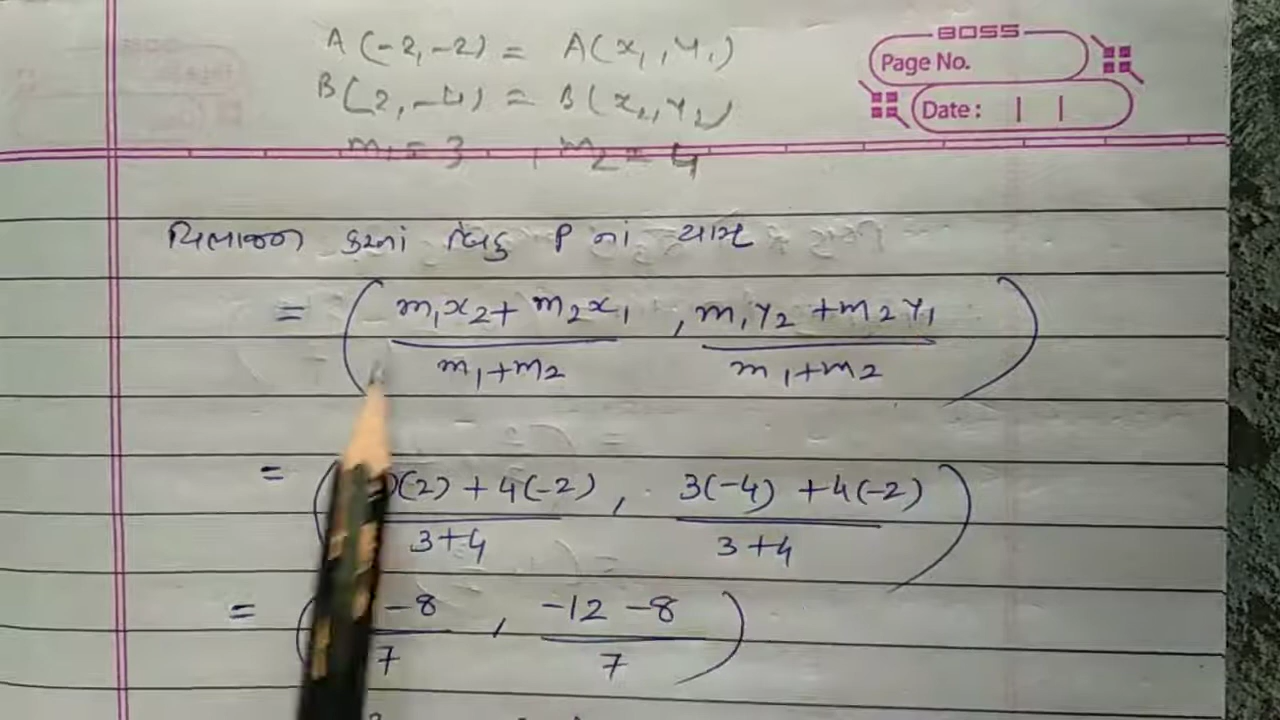 BOSS
Page No.
Date : | |
A(-2,-2) = A(x₁, y₁)
B(2,-4) = B(x₂, y₂)
m₁ = 3 , m₂ = 4
વિભાજન કરતાં બિંદુ P નાં યામ
= ( m₁x₂ + m₂x₁ / m₁+m₂ , m₁y₂ + m₂y₁ / m₁+m₂ )
= ( (2) + 4(-2) / 3+4 , 3(-4) + 4(-2) / 3+4 )
= ( -8 / 7 , -12 -8 / 7 )